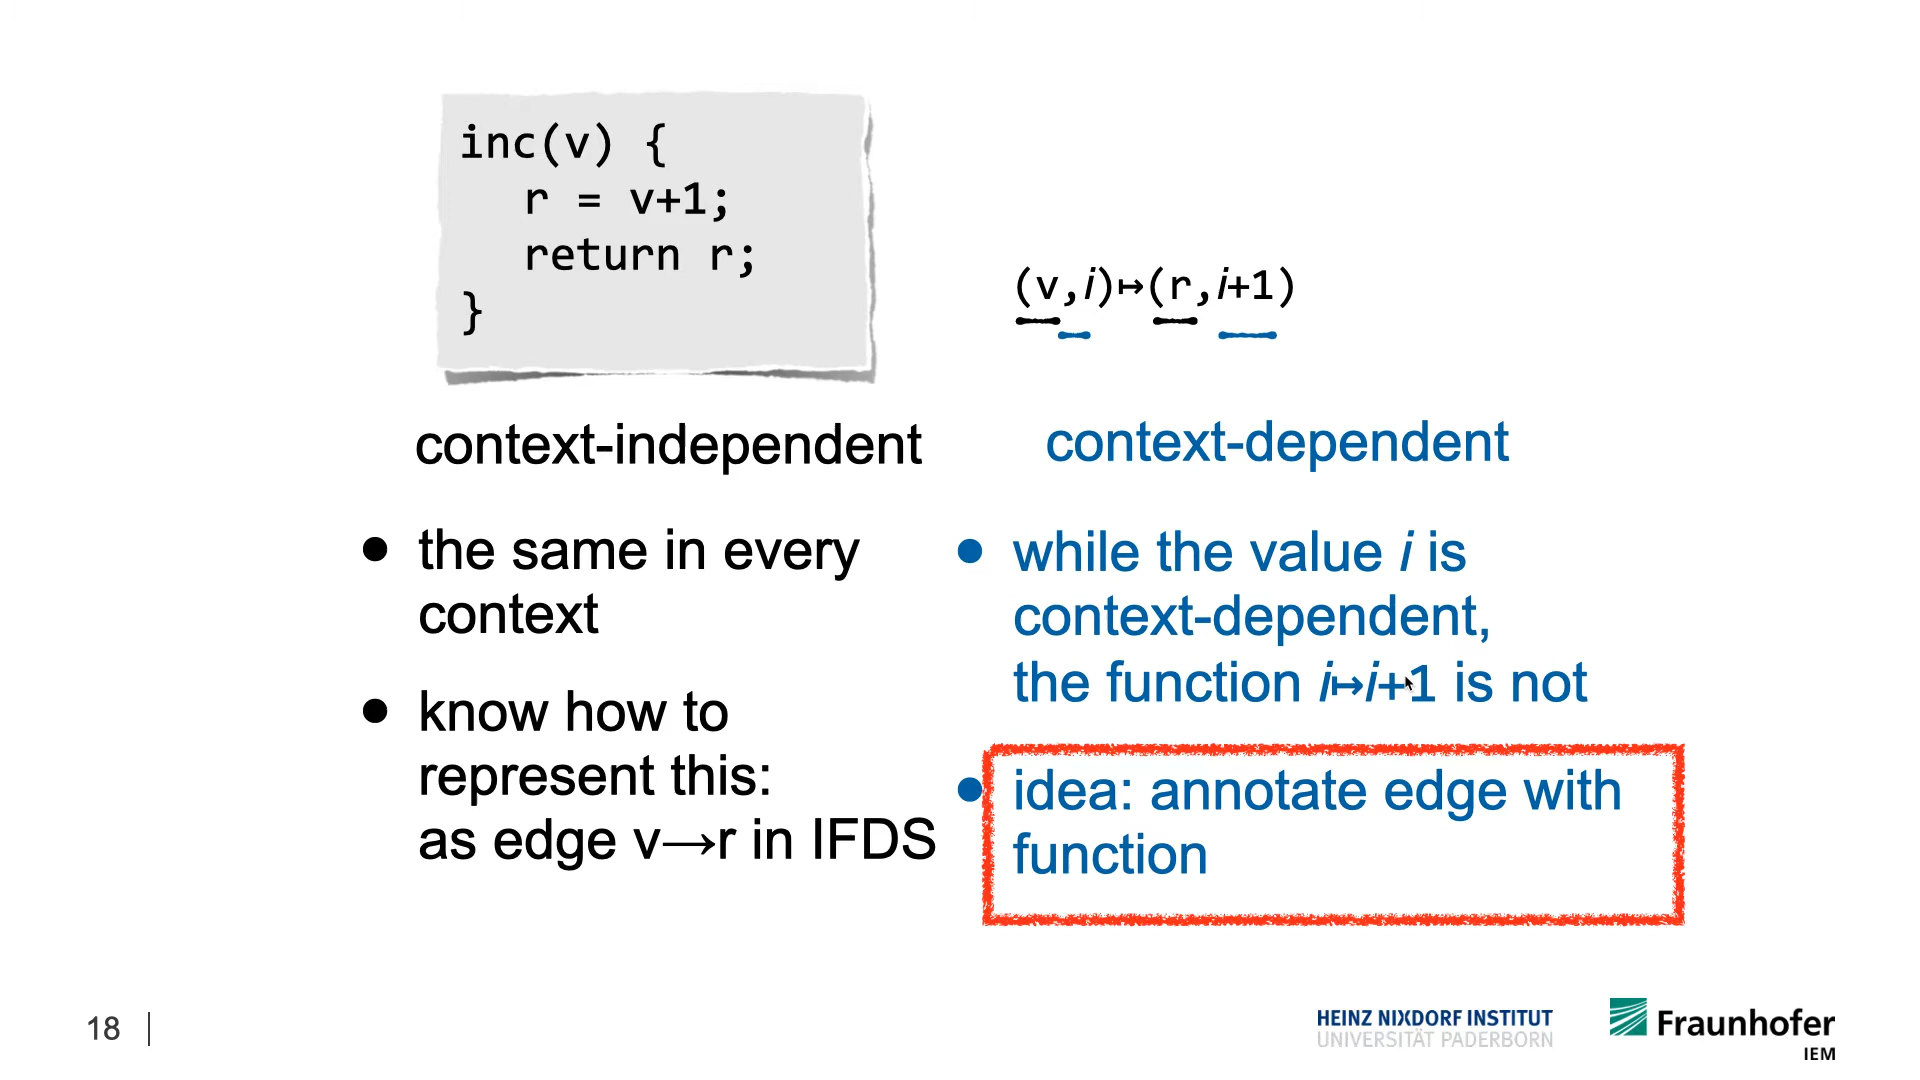 inc(v) {
r = v+1;
return r;
}
(v,i)↦(r,i+1)
context-independent
• the same in every
context
• know how to
represent this:
as edge v→r in IFDS
context-dependent
• while the value i is
context-dependent,
the function i↦i+1 is not
• idea: annotate edge with
function
18
HEINZ NIXDORF INSTITUT
UNIVERSITÄT PADERBORN
Fraunhofer
IEM